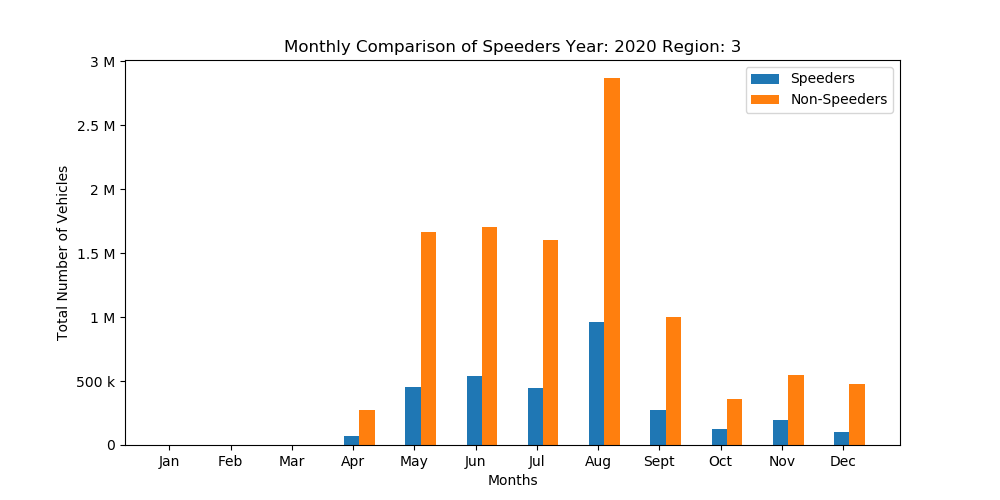 Monthly Comparison of Speeders Year: 2020 Region: 3
3 M
2.5 M
2 M
1.5 M
1 M
500 k
0
Total Number of Vehicles
Speeders
Non-Speeders
Jan Feb Mar Apr May Jun Jul Aug Sept Oct Nov Dec
Months